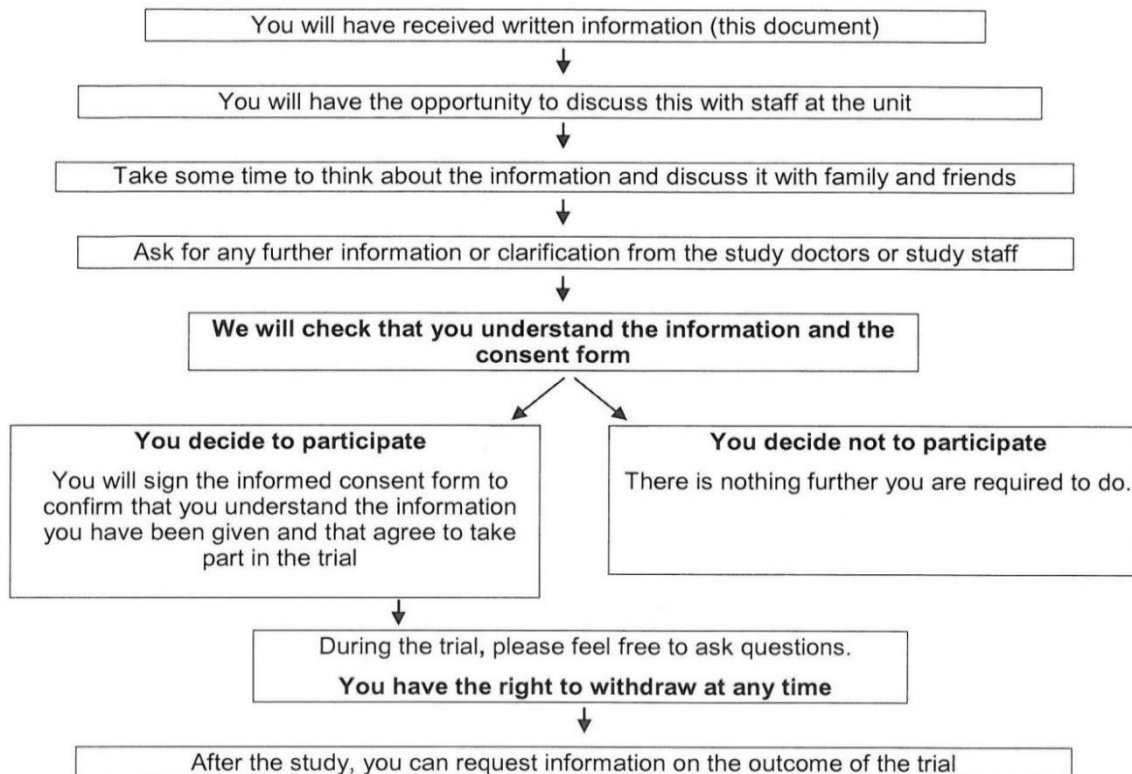 You will have received written information (this document)
You will have the opportunity to discuss this with staff at the unit
Take some time to think about the information and discuss it with family and friends
Ask for any further information or clarification from the study doctors or study staff
We will check that you understand the information and the
consent form
You decide to participate
You will sign the informed consent form to
confirm that you understand the information
you have been given and that agree to take
part in the trial
You decide not to participate
There is nothing further you are required to do.
During the trial, please feel free to ask questions.
You have the right to withdraw at any time
After the study, you can request information on the outcome of the trial